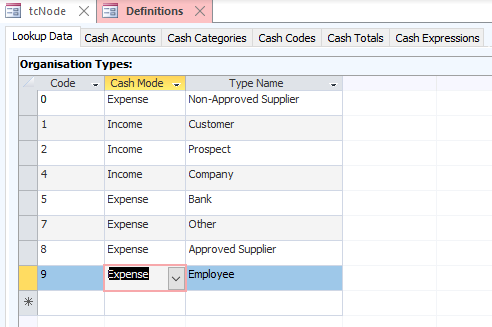 tcNode Definitions
Lookup Data Cash Accounts Cash Categories Cash Codes Cash Totals Cash Expressions
Organisation Types:
Code Cash Mode Type Name
0 Expense Non-Approved Supplier
1 Income Customer
2 Income Prospect
4 Income Company
5 Expense Bank
7 Expense Other
8 Expense Approved Supplier
9 Expense Employee